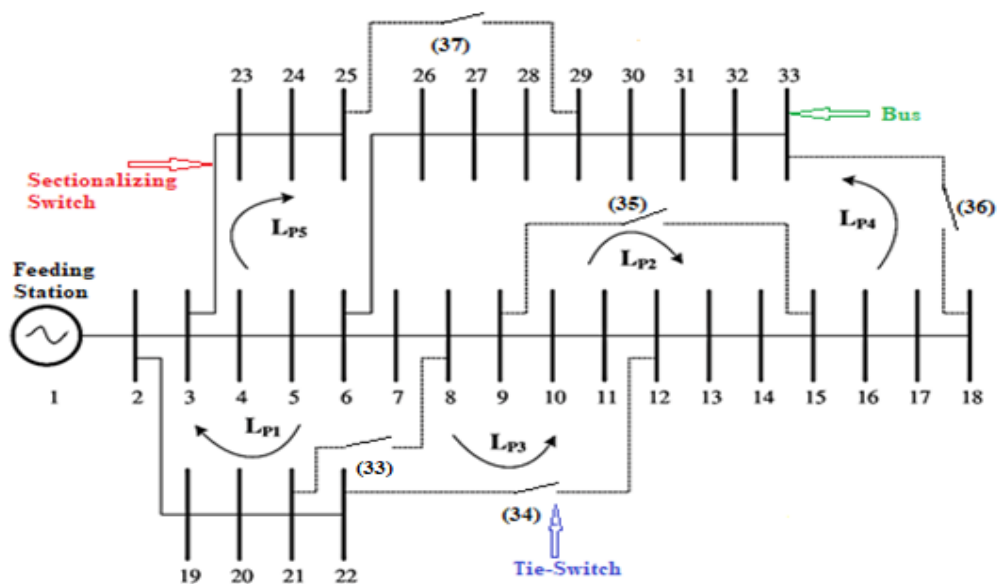 (37)
23 24 25 26 27 28 29 30 31 32 33
Bus
Sectionalizing
Switch
(35)
(36)
LP5
LP2
LP4
Feeding
Station
1 2 3 4 5 6 7 8 9 10 11 12 13 14 15 16 17 18
LP1
LP3
(33)
(34)
19 20 21 22
Tie-Switch